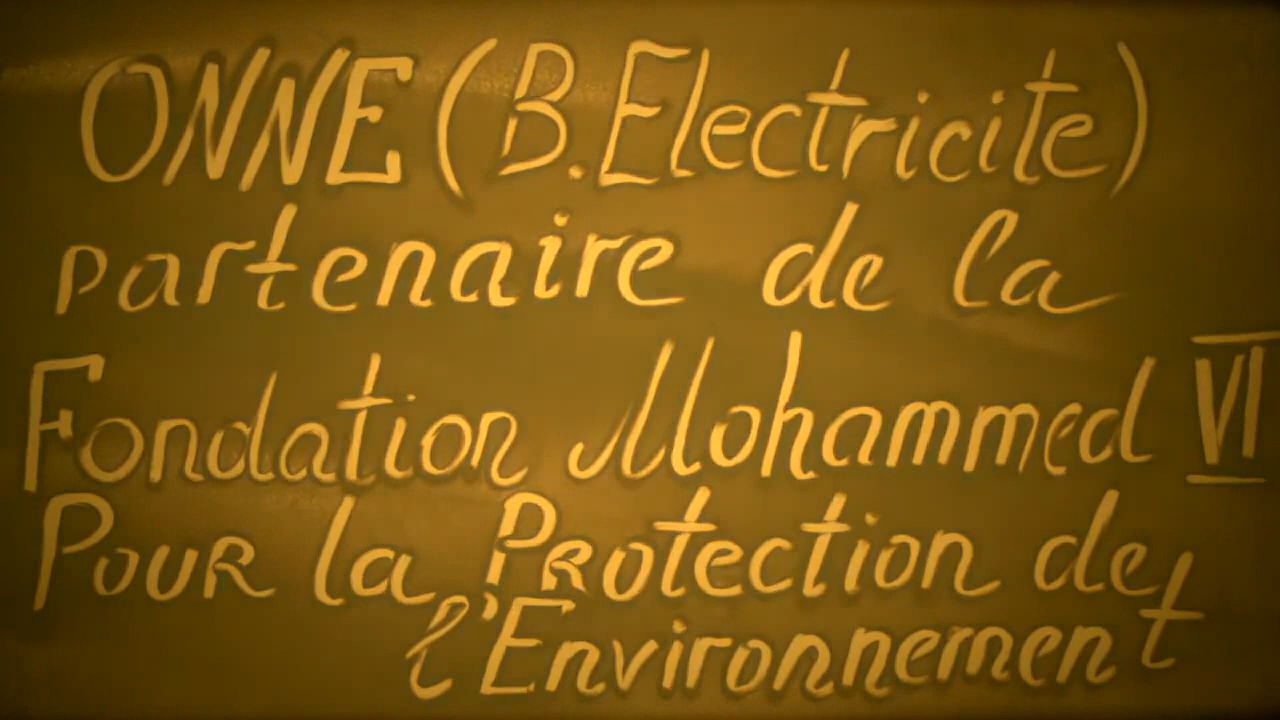 ONNE (B.Electricite)
partenaire de la
Fondation Mohammed VI
Pour la Protection de
l'Environnement